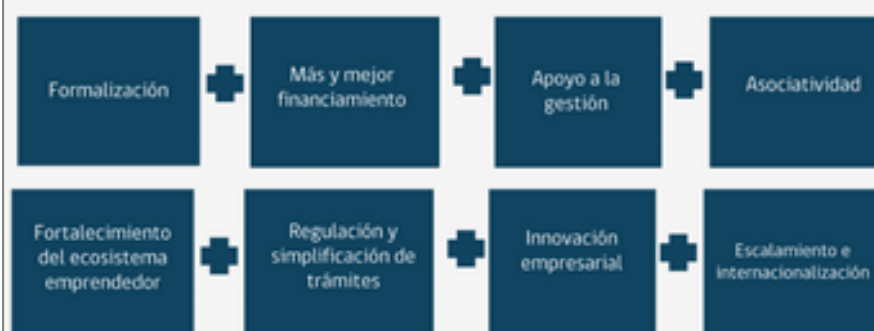 Formalización
Más y mejor
financiamiento
Apoyo a la
gestión
Asociatividad
Fortalecimiento
del ecosistema
emprendedor
Regulación y
simplificación de
trámites
Innovación
empresarial
Escalamiento e
internacionalización